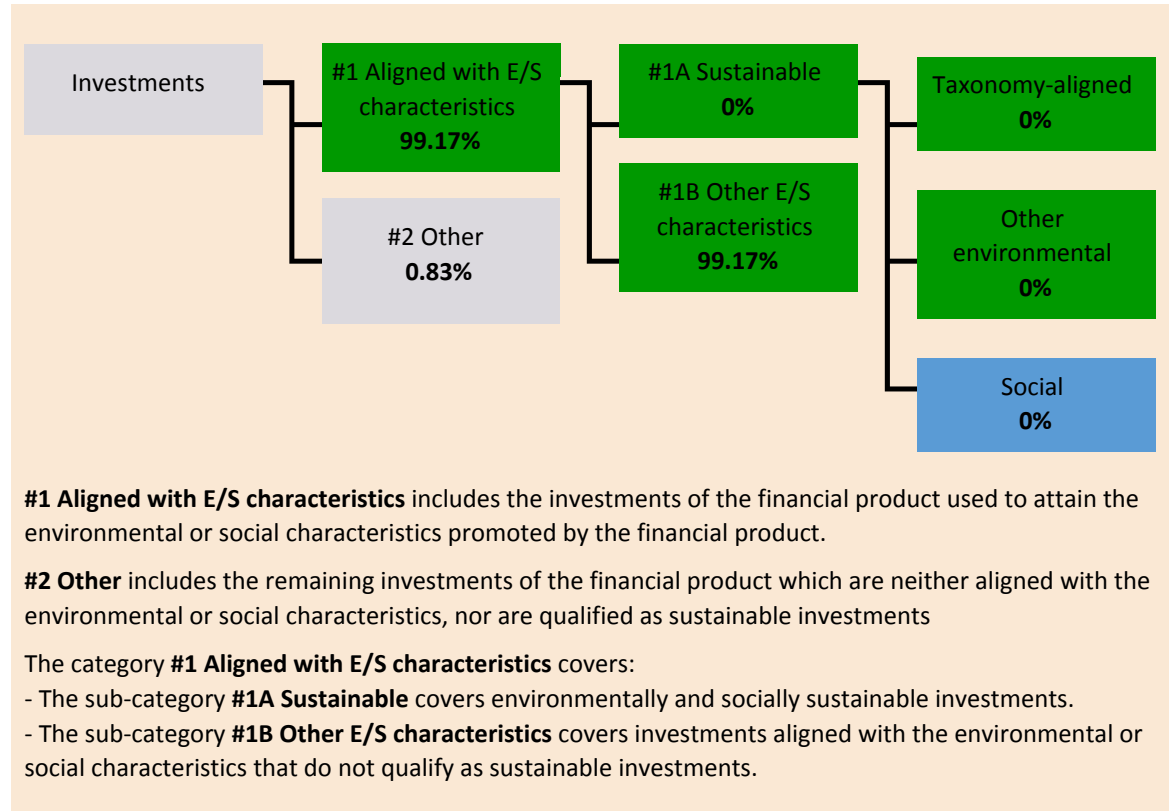 Investments
#1 Aligned with E/S
characteristics
99.17%
#2 Other
0.83%
#1A Sustainable
0%
#1B Other E/S
characteristics
99.17%
Taxonomy-aligned
0%
Other
environmental
0%
Social
0%
#1 Aligned with E/S characteristics includes the investments of the financial product used to attain the
environmental or social characteristics promoted by the financial product.
#2 Other includes the remaining investments of the financial product which are neither aligned with the
environmental or social characteristics, nor are qualified as sustainable investments
The category #1 Aligned with E/S characteristics covers:
- The sub-category #1A Sustainable covers environmentally and socially sustainable investments.
- The sub-category #1B Other E/S characteristics covers investments aligned with the environmental or
social characteristics that do not qualify as sustainable investments.